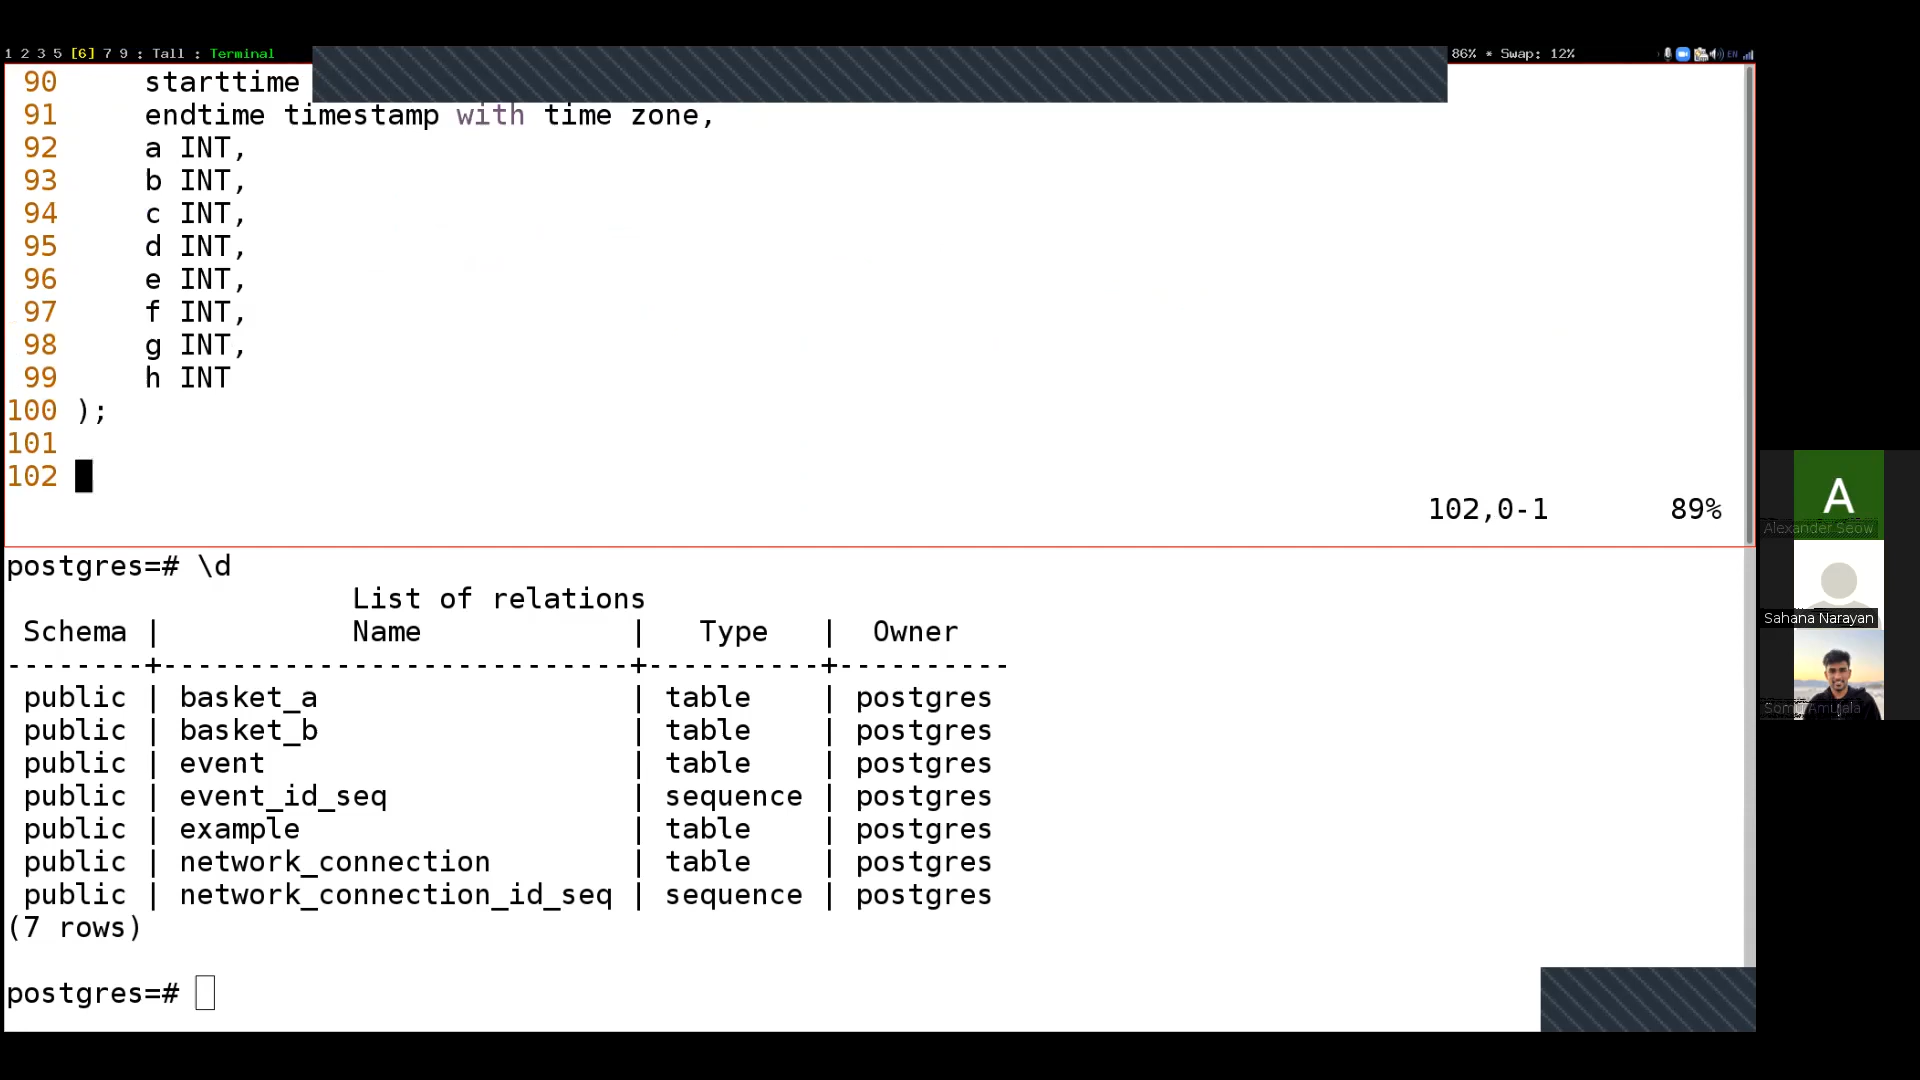 1 2 3 5 [6] 7 9 : Tall : Terminal
86% * Swap: 12%
EN
90 starttime
91 endtime timestamp with time zone,
92 a INT,
93 b INT,
94 c INT,
95 d INT,
96 e INT,
97 f INT,
98 g INT,
99 h INT
100 );
101
102
102,0-1 89%
postgres=# \d
List of relations
Schema | Name | Type | Owner
--------+---------------------------+----------+----------
public | basket_a | table | postgres
public | basket_b | table | postgres
public | event | table | postgres
public | event_id_seq | sequence | postgres
public | example | table | postgres
public | network_connection | table | postgres
public | network_connection_id_seq | sequence | postgres
(7 rows)
postgres=#
A
Alexander Seow
Sahana Narayan
Somu Amujala